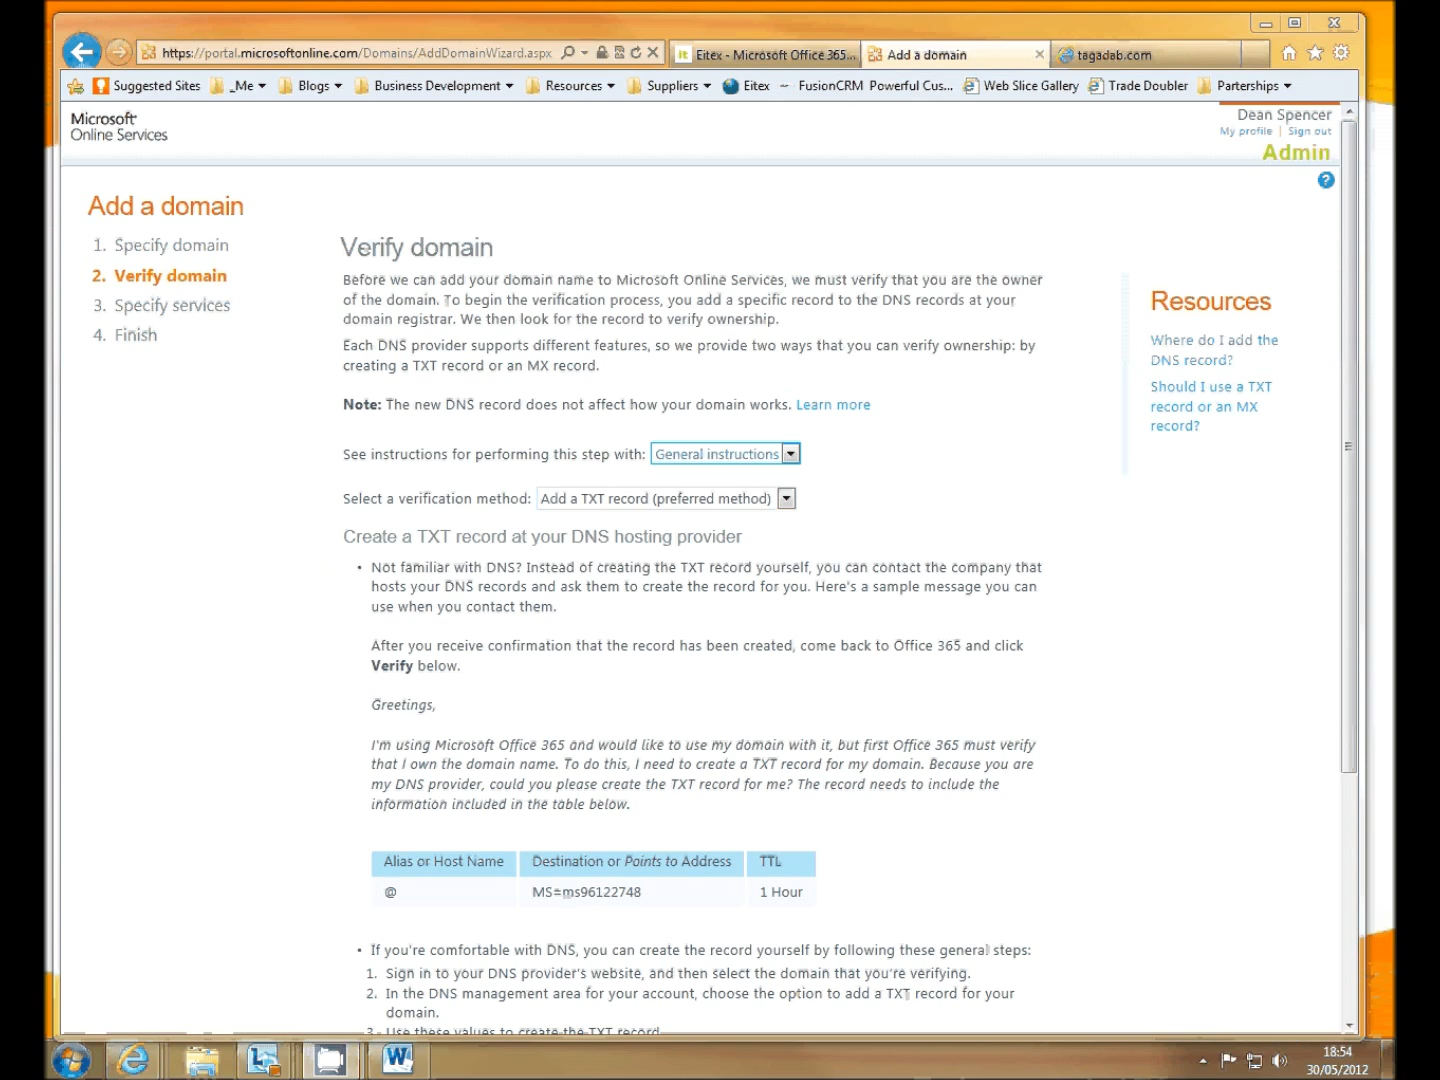 https://portal.microsoftonline.com/Domains/AddDomainWizard.aspx
Eitex - Microsoft Office 365...
Add a domain
tagadab.com
Suggested Sites
_Me
Blogs
Business Development
Resources
Suppliers
Eitex
FusionCRM Powerful Cus...
Web Slice Gallery
Trade Doubler
Parterships
Microsoft
Online Services
Dean Spencer
My profile | Sign out
Admin
Add a domain
1. Specify domain
2. Verify domain
3. Specify services
4. Finish
Verify domain
Before we can add your domain name to Microsoft Online Services, we must verify that you are the owner
of the domain. To begin the verification process, you add a specific record to the DNS records at your
domain registrar. We then look for the record to verify ownership.
Each DNS provider supports different features, so we provide two ways that you can verify ownership: by
creating a TXT record or an MX record.
Note: The new DNS record does not affect how your domain works. Learn more
See instructions for performing this step with: General instructions
Select a verification method: Add a TXT record (preferred method)
Create a TXT record at your DNS hosting provider
• Not familiar with DNS? Instead of creating the TXT record yourself, you can contact the company that
hosts your DNS records and ask them to create the record for you. Here's a sample message you can
use when you contact them.
After you receive confirmation that the record has been created, come back to Office 365 and click
Verify below.
Greetings,
I'm using Microsoft Office 365 and would like to use my domain with it, but first Office 365 must verify
that I own the domain name. To do this, I need to create a TXT record for my domain. Because you are
my DNS provider, could you please create the TXT record for me? The record needs to include the
information included in the table below.
Alias or Host Name Destination or Points to Address TTL
@ MS=ms96122748 1 Hour
• If you're comfortable with DNS, you can create the record yourself by following these general steps:
1. Sign in to your DNS provider's website, and then select the domain that you're verifying.
2. In the DNS management area for your account, choose the option to add a TXT record for your
domain.
3. Use these values to create the TXT record
Resources
Where do I add the
DNS record?
Should I use a TXT
record or an MX
record?
18:54
30/05/2012